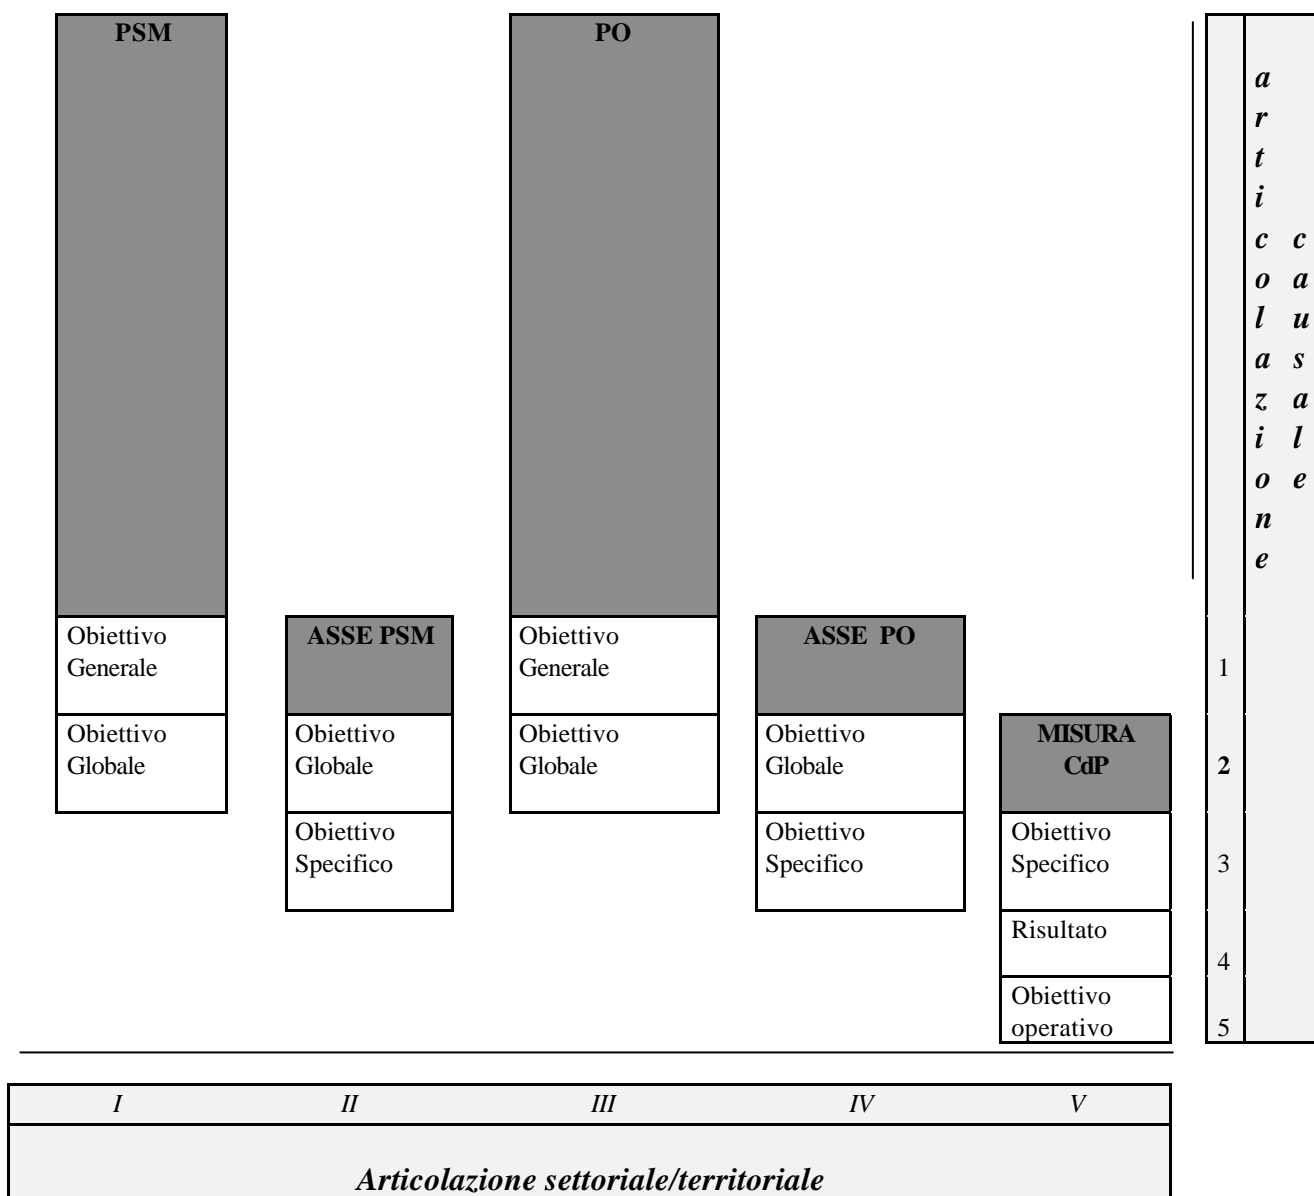 PSM
PO
articolazione
causale
Obiettivo
Generale
ASSE PSM
Obiettivo
Generale
ASSE PO
1
Obiettivo
Globale
Obiettivo
Globale
Obiettivo
Globale
Obiettivo
Globale
MISURA
CdP
2
Obiettivo
Specifico
Obiettivo
Specifico
Obiettivo
Specifico
3
Risultato
4
Obiettivo
operativo
5
I II III IV V
Articolazione settoriale/territoriale